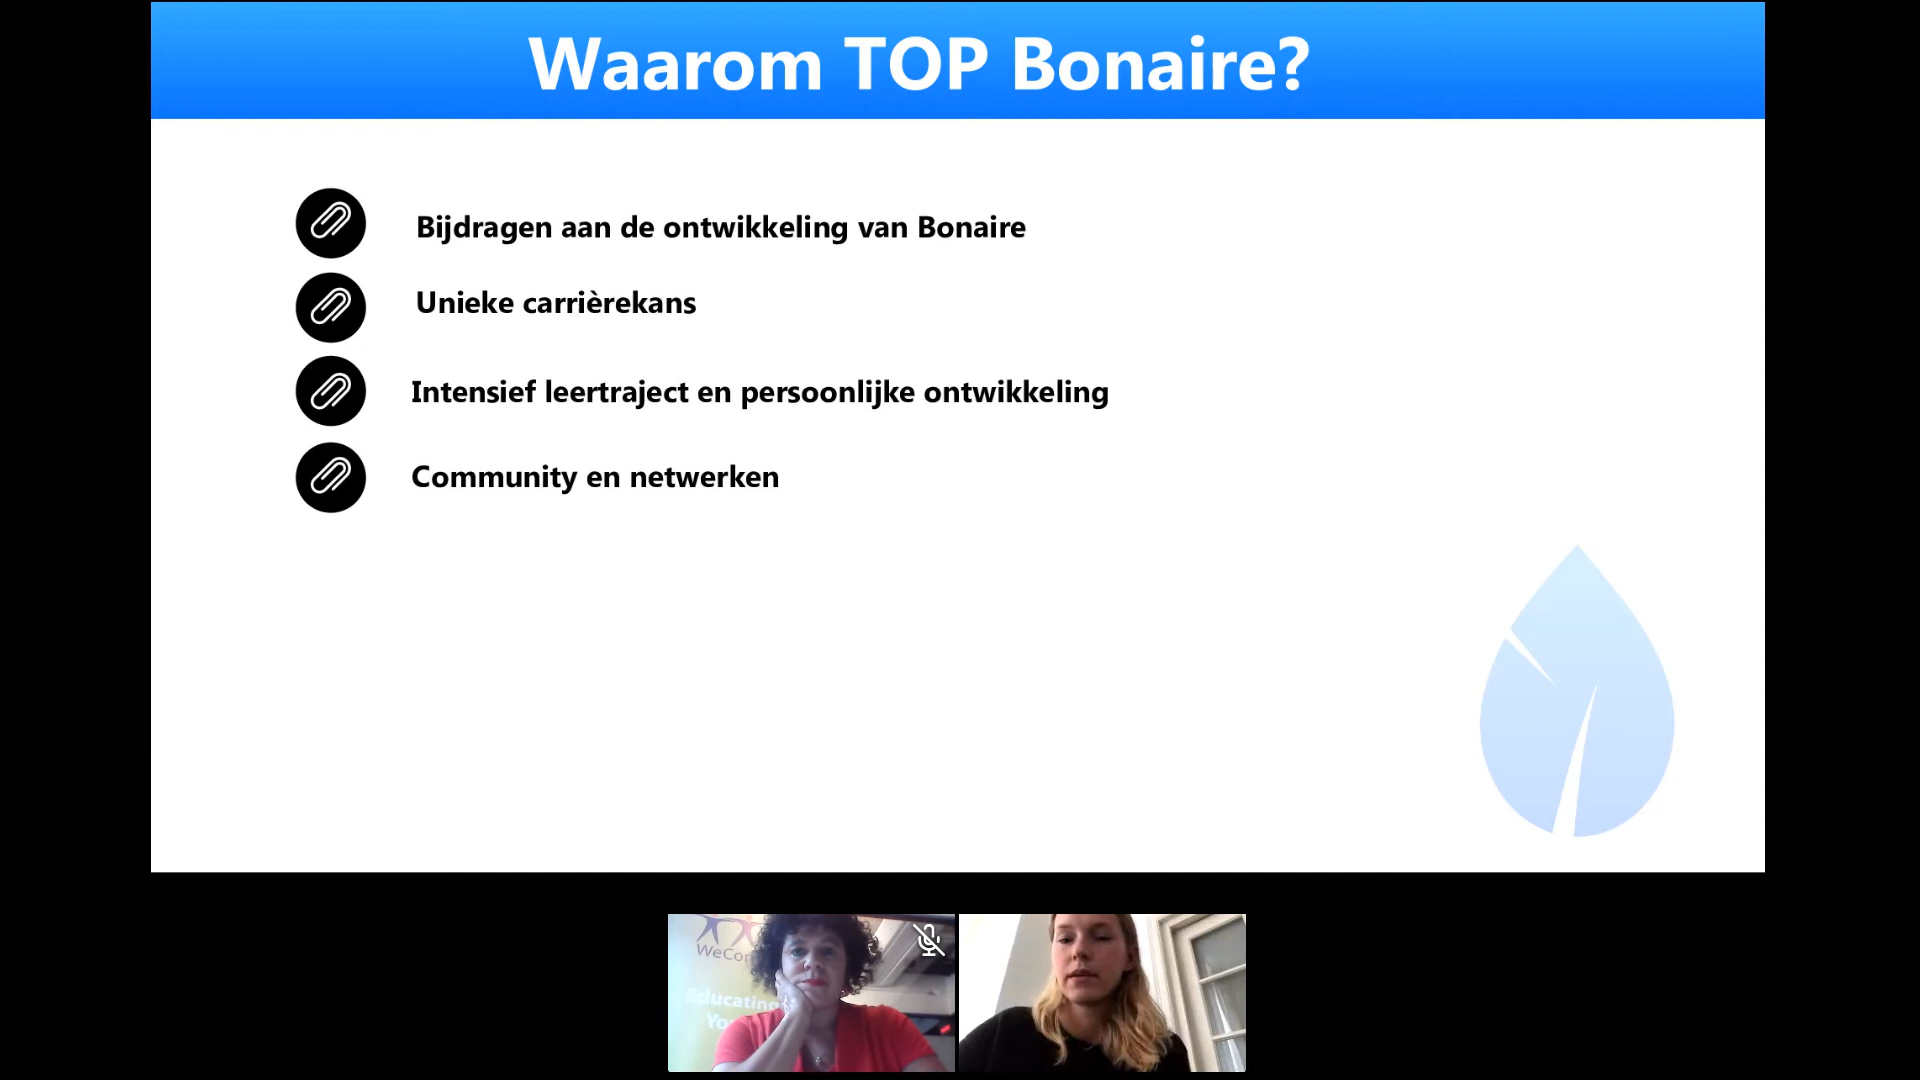 Waarom TOP Bonaire?
Bijdragen aan de ontwikkeling van Bonaire
Unieke carrièrekans
Intensief leertraject en persoonlijke ontwikkeling
Community en netwerken
Educating